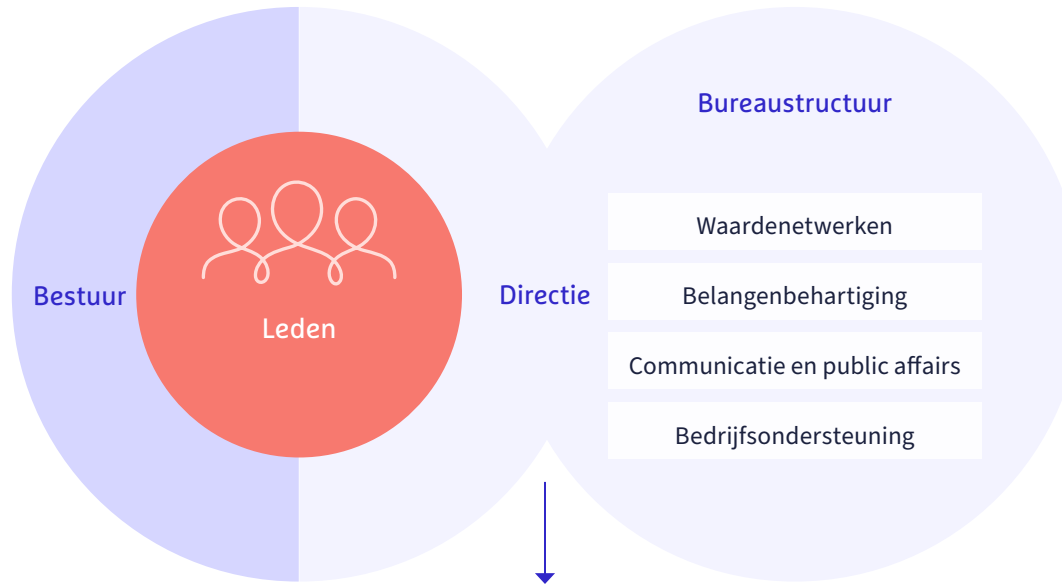 Bureaustructuur
Waardenetwerken
Bestuur
Directie
Belangenbehartiging
Leden
Communicatie en public affairs
Bedrijfsondersteuning